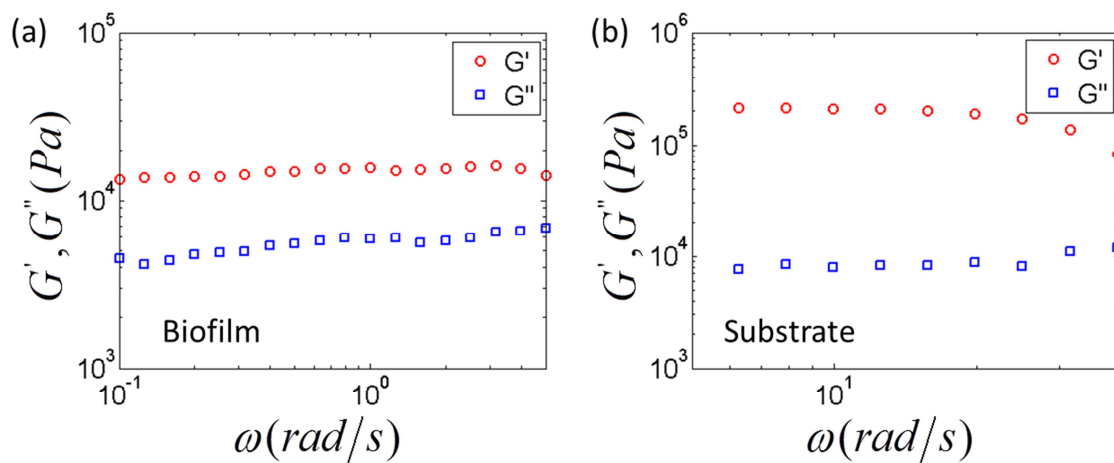 (a)
10^5
G'
G"
10^4
10^3
G', G" (Pa)
Biofilm
10^-1
10^0
ω(rad/s)
(b)
10^6
G'
G"
10^5
10^4
10^3
G', G" (Pa)
Substrate
10^1
ω(rad/s)